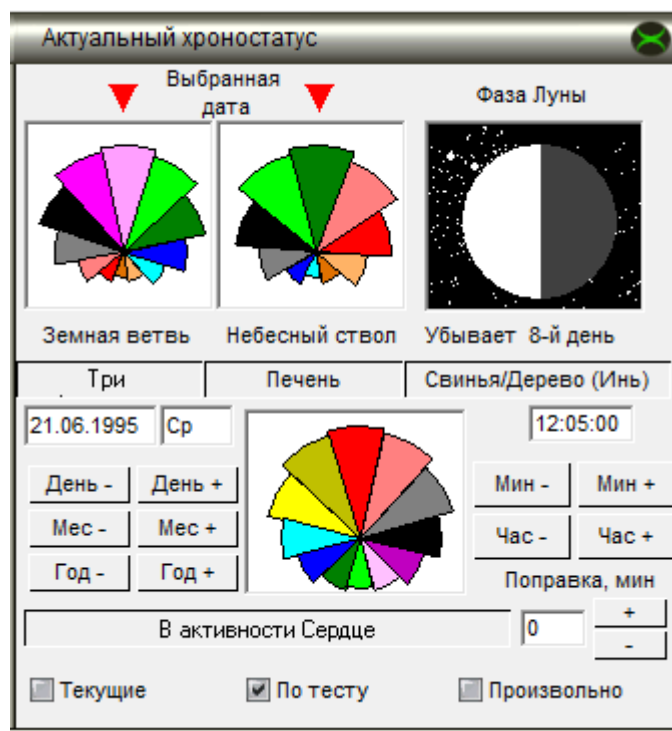 Актуальный хроностатус
Выбранная
дата
Фаза Луны
Земная ветвь
Небесный ствол
Убывает 8-й день
Три
Печень
Свинья/Дерево (Инь)
21.06.1995
Ср
12:05:00
День -
День +
Мин -
Мин +
Мес -
Мес +
Час -
Час +
Год -
Год +
Поправка, мин
В активности Сердце
0
+
-
Текущие
По тесту
Произвольно